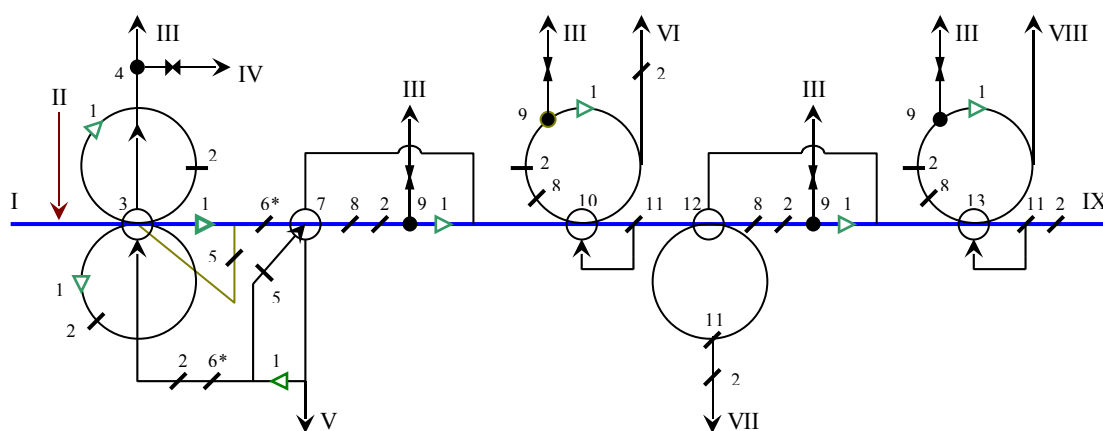 III III VI III VIII
4 IV 2
II 1 III 1 III 1
9 9
2 2 2
8 8
I 3 1 6* 7 8 2 9 1 10 11 12 8 2 9 1 13 11 2 IX
5 5
1
2 11
2 6* 1 2
V VII